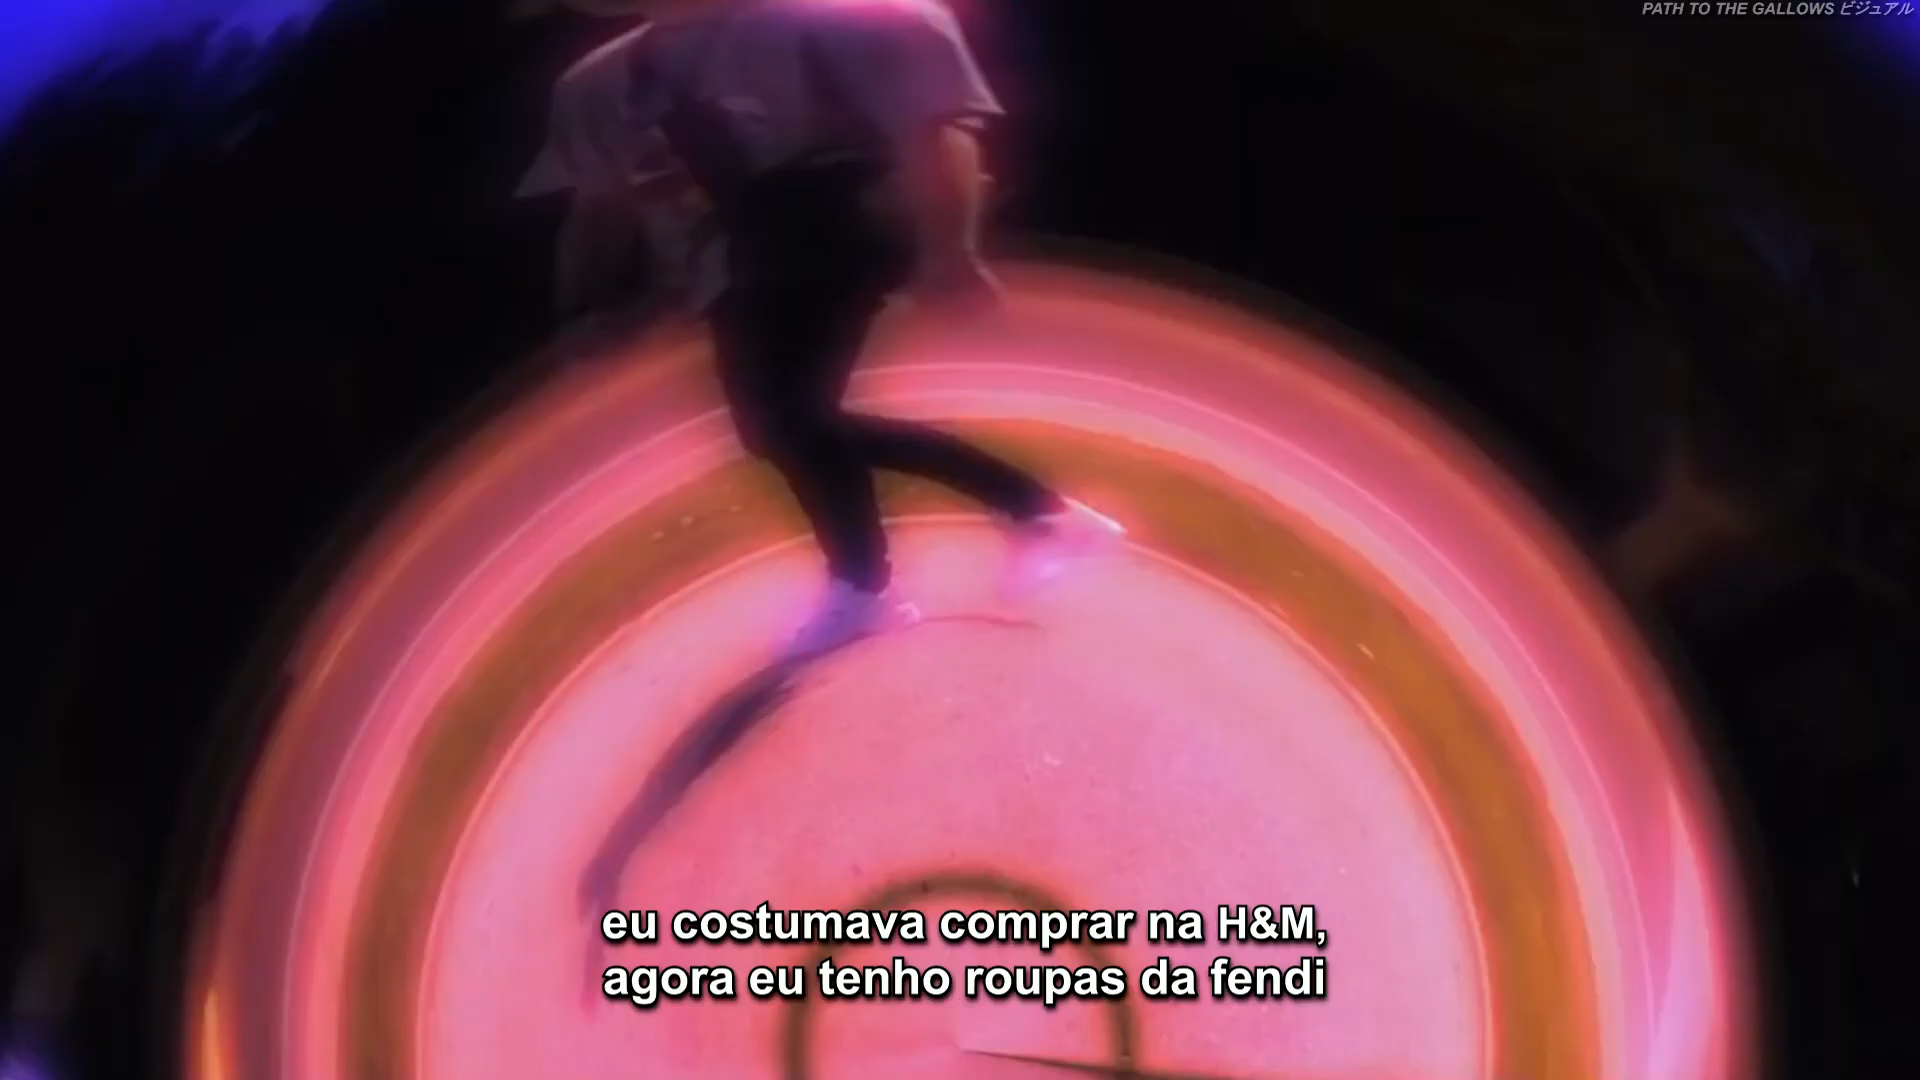 PATH TO THE GALLOWS ビジュアル
eu costumava comprar na H&M,
agora eu tenho roupas da fendi